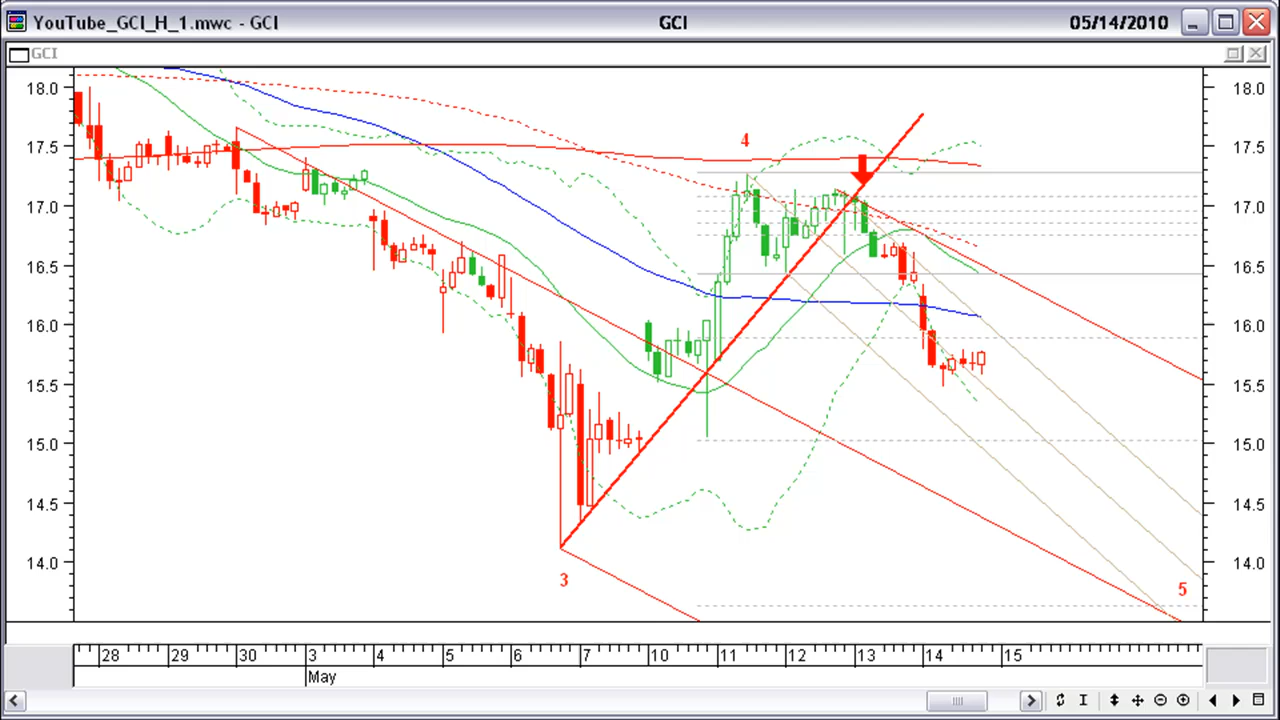 YouTube_GCI_H_1.mwc - GCI GCI 05/14/2010
GCI
18.0 18.0
4
17.5 17.5
17.0 17.0
16.5 16.5
16.0 16.0
15.5 15.5
15.0 15.0
14.5 14.5
14.0 14.0
3 5
28 29 30 3 4 5 6 7 10 11 12 13 14 15
May